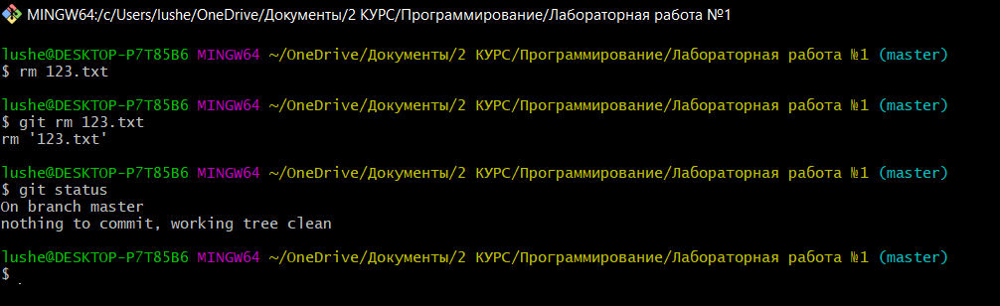 MINGW64:/c/Users/lushe/OneDrive/Документы/2 КУРС/Программирование/Лабораторная работа №1
lushe@DESKTOP-P7T85B6 MINGW64 ~/OneDrive/Документы/2 КУРС/Программирование/Лабораторная работа №1 (master)
$ rm 123.txt
lushe@DESKTOP-P7T85B6 MINGW64 ~/OneDrive/Документы/2 КУРС/Программирование/Лабораторная работа №1 (master)
$ git rm 123.txt
rm '123.txt'
lushe@DESKTOP-P7T85B6 MINGW64 ~/OneDrive/Документы/2 КУРС/Программирование/Лабораторная работа №1 (master)
$ git status
On branch master
nothing to commit, working tree clean
lushe@DESKTOP-P7T85B6 MINGW64 ~/OneDrive/Документы/2 КУРС/Программирование/Лабораторная работа №1 (master)
$